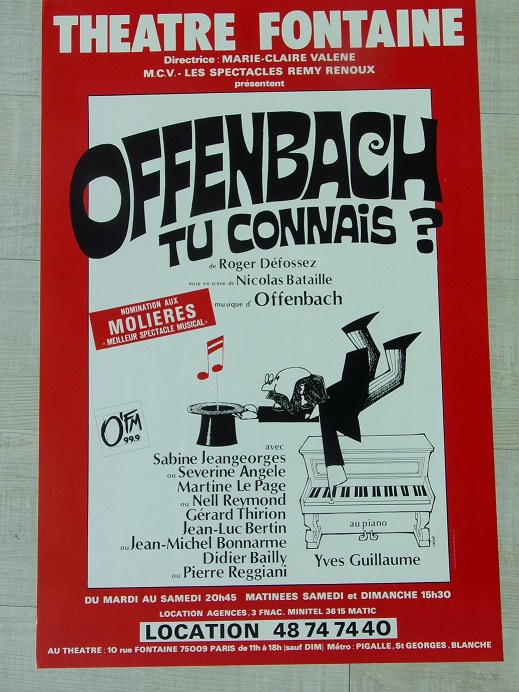 THEATRE FONTAINE
Directrice : MARIE-CLAIRE VALENE
M.C.V.- LES SPECTACLES REMY RENOUX
présentent
OFFENBACH
TU CONNAIS ?
de Roger Défossez
mise en scène de Nicolas Bataille
musique d' Offenbach
NOMINATION AUX
MOLIERES
« MEILLEUR SPECTACLE MUSICAL »
O'FM
99.9
avec
Sabine Jeangeorges
ou Severine Angele
Martine Le Page
ou Nell Reymond
Gérard Thirion
Jean-Luc Bertin
ou Jean-Michel Bonnarme
Didier Bailly
ou Pierre Reggiani
au piano
Yves Guillaume
DU MARDI AU SAMEDI 20h45 MATINEES SAMEDI et DIMANCHE 15h30
LOCATION AGENCES, 3 FNAC. MINITEL 3615 MATIC
LOCATION 48 74 74 40
AU THEATRE : 10 rue FONTAINE 75009 PARIS de 11h à 18h (sauf DIM) Métro : PIGALLE, St GEORGES, BLANCHE